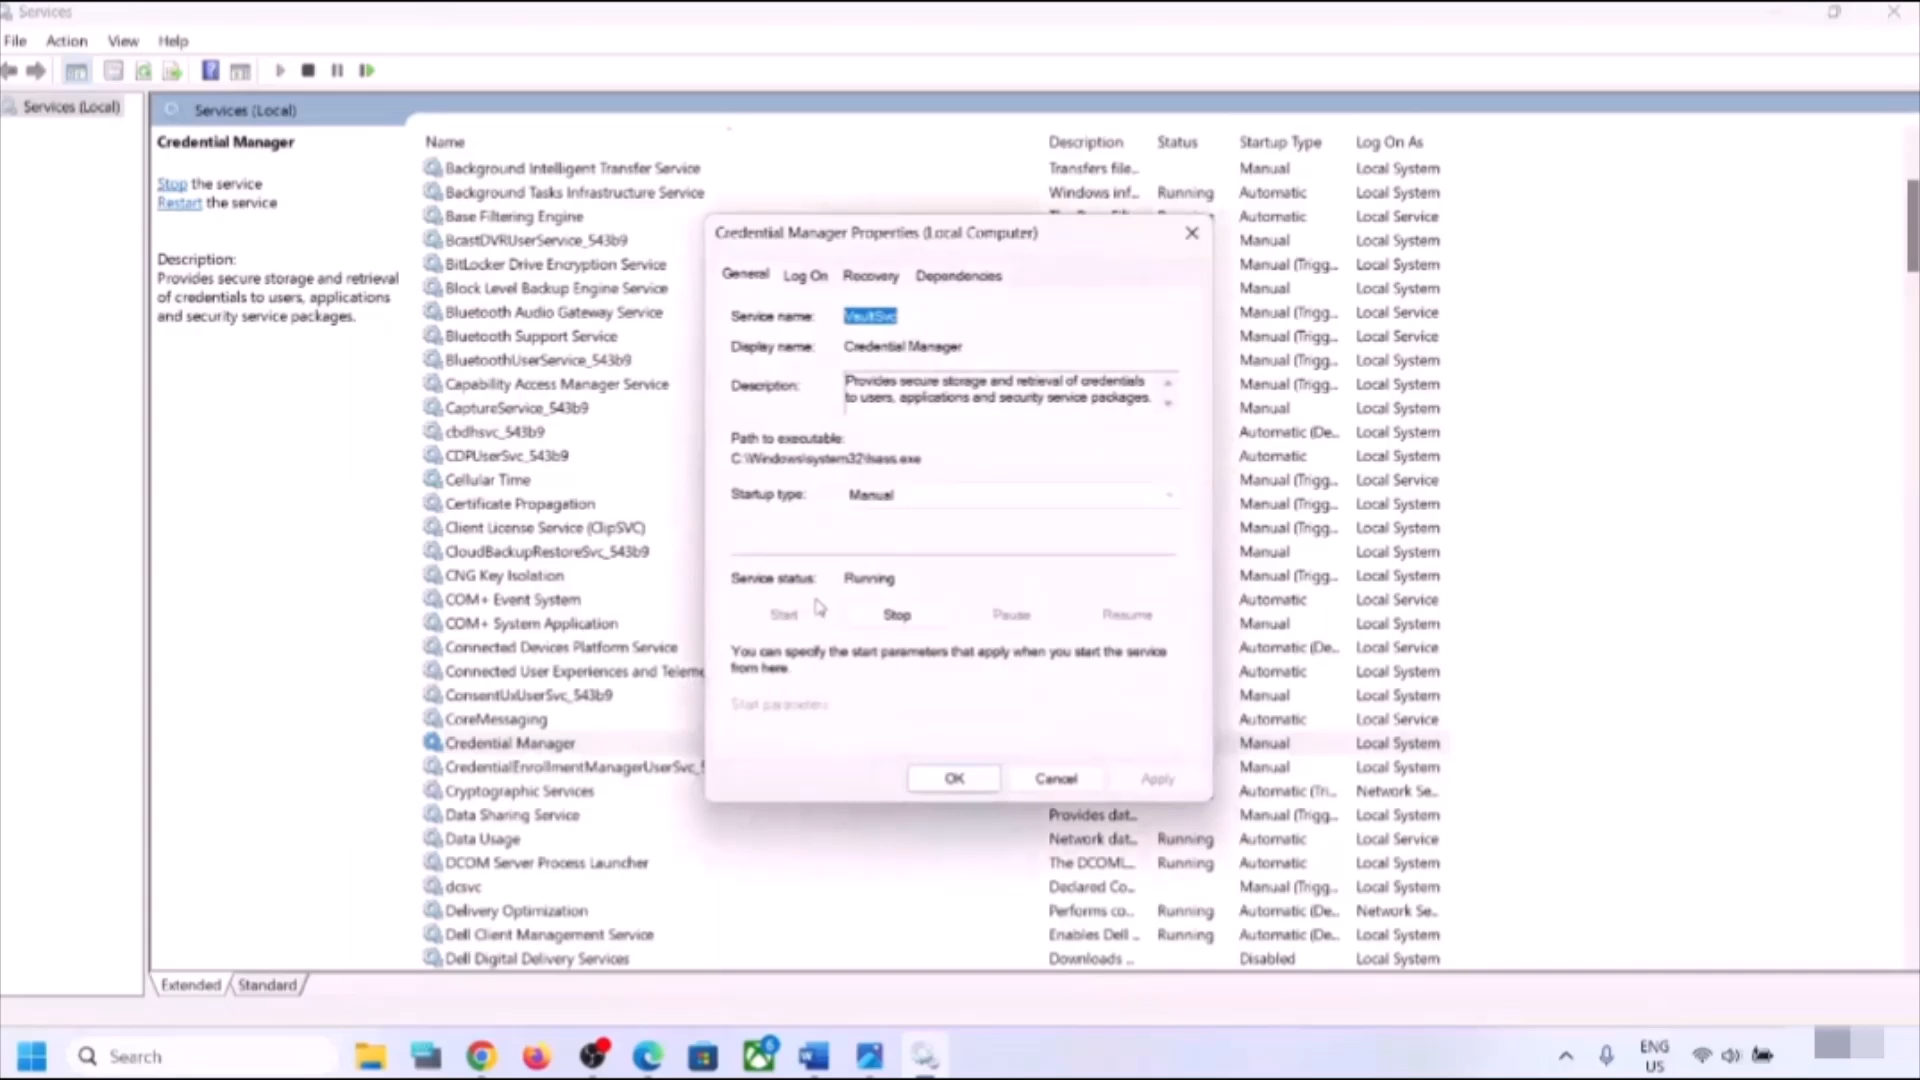 Services
File Action View Help
Services (Local)
Services (Local)
Credential Manager
Stop the service
Restart the service
Description:
Provides secure storage and retrieval
of credentials to users, applications
and security service packages.
Name Description Status Startup Type Log On As
Background Intelligent Transfer Service Transfers file... Manual Local System
Background Tasks Infrastructure Service Windows inf... Running Automatic Local System
Base Filtering Engine Automatic Local Service
BcastDVRUserService_543b9 Manual Local System
BitLocker Drive Encryption Service Manual (Trigg... Local System
Block Level Backup Engine Service Manual Local System
Bluetooth Audio Gateway Service Manual (Trigg... Local Service
Bluetooth Support Service Manual (Trigg... Local Service
BluetoothUserService_543b9 Manual (Trigg... Local System
Capability Access Manager Service Manual (Trigg... Local System
CaptureService_543b9 Manual Local System
cbdhsvc_543b9 Automatic (De... Local System
CDPUserSvc_543b9 Automatic Local System
Cellular Time Manual (Trigg... Local Service
Certificate Propagation Manual (Trigg... Local System
Client License Service (ClipSVC) Manual (Trigg... Local System
CloudBackupRestoreSvc_543b9 Manual Local System
CNG Key Isolation Manual (Trigg... Local System
COM+ Event System Automatic Local Service
COM+ System Application Manual Local System
Connected Devices Platform Service Automatic (De... Local Service
Connected User Experiences and Teleme Automatic Local System
ConsentUxUserSvc_543b9 Manual Local System
CoreMessaging Automatic Local Service
Credential Manager Manual Local System
CredentialEnrollmentManagerUserSvc_5 Manual Local System
Cryptographic Services Automatic (Tri... Network Se...
Data Sharing Service Provides dat... Manual (Trigg... Local System
Data Usage Network dat... Running Automatic Local Service
DCOM Server Process Launcher The DCOML... Running Automatic Local System
dcsvc Declared Co... Manual (Trigg... Local System
Delivery Optimization Performs co... Running Automatic (De... Network Se...
Dell Client Management Service Enables Dell ... Running Automatic (De... Local System
Dell Digital Delivery Services Downloads ... Disabled Local System
Extended Standard
Credential Manager Properties (Local Computer)
General Log On Recovery Dependencies
Service name: VaultSvc
Display name: Credential Manager
Description: Provides secure storage and retrieval of credentials
to users, applications and security service packages.
Path to executable:
C:\Windows\system32\lsass.exe
Startup type: Manual
Service status: Running
Start Stop Pause Resume
You can specify the start parameters that apply when you start the service
from here.
Start parameters:
OK Cancel Apply
Search
6
ENG
US